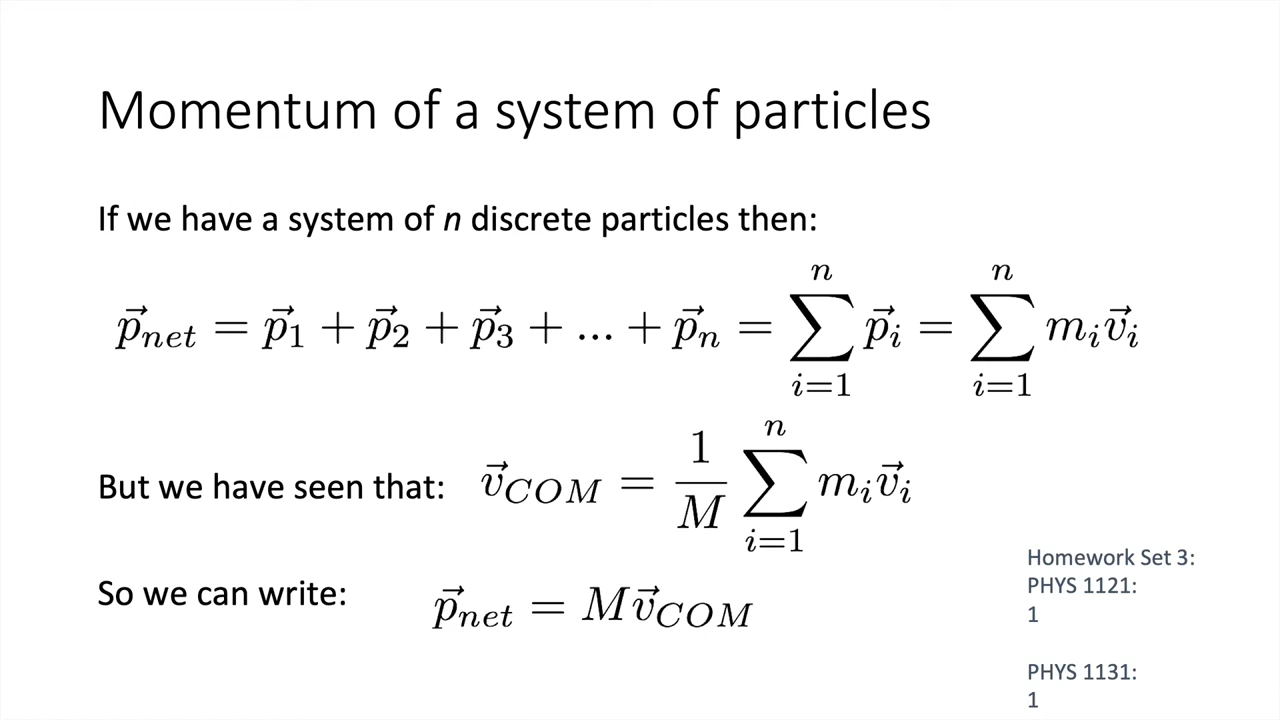 Momentum of a system of particles
If we have a system of n discrete particles then:
$\vec{p}_{net} = \vec{p}_1 + \vec{p}_2 + \vec{p}_3 + ... + \vec{p}_n = \sum_{i=1}^{n} \vec{p}_i = \sum_{i=1}^{n} m_i \vec{v}_i$
But we have seen that: $\vec{v}_{COM} = \frac{1}{M} \sum_{i=1}^{n} m_i \vec{v}_i$
So we can write: $\vec{p}_{net} = M \vec{v}_{COM}$
Homework Set 3:
PHYS 1121:
1
PHYS 1131:
1